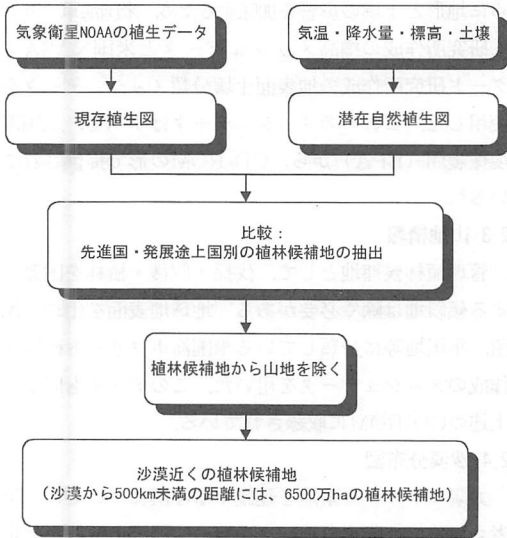 気象衛星NOAAの植生データ
気温・降水量・標高・土壌
現存植生図
潜在自然植生図
比較：
先進国・発展途上国別の植林候補地の抽出
植林候補地から山地を除く
沙漠近くの植林候補地
（沙漠から500km未満の距離には、6500万haの植林候補地）